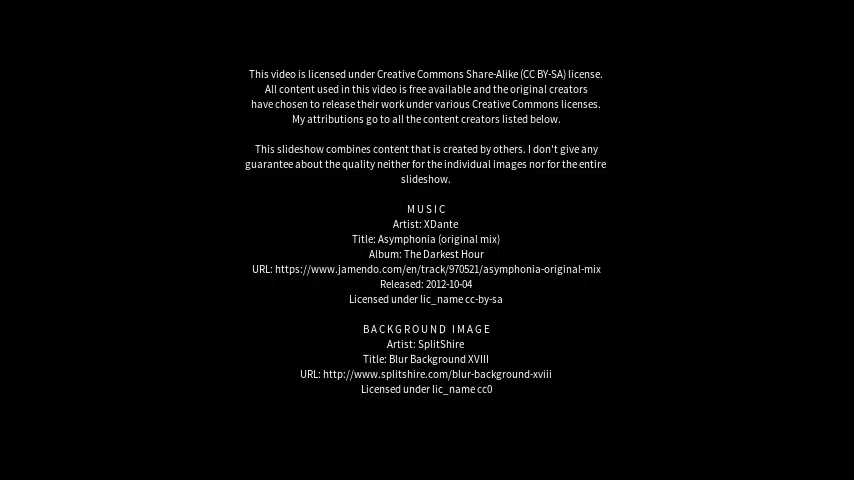 This video is licensed under Creative Commons Share-Alike (CC BY-SA) license.
All content used in this video is free available and the original creators
have chosen to release their work under various Creative Commons licenses.
My attributions go to all the content creators listed below.
This slideshow combines content that is created by others. I don't give any
guarantee about the quality neither for the individual images nor for the entire
slideshow.
MUSIC
Artist: XDante
Title: Asymphonia (original mix)
Album: The Darkest Hour
URL: https://www.jamendo.com/en/track/970521/asymphonia-original-mix
Released: 2012-10-04
Licensed under lic_name cc-by-sa
BACKGROUND IMAGE
Artist: SplitShire
Title: Blur Background XVIII
URL: http://www.splitshire.com/blur-background-xviii
Licensed under lic_name cc0